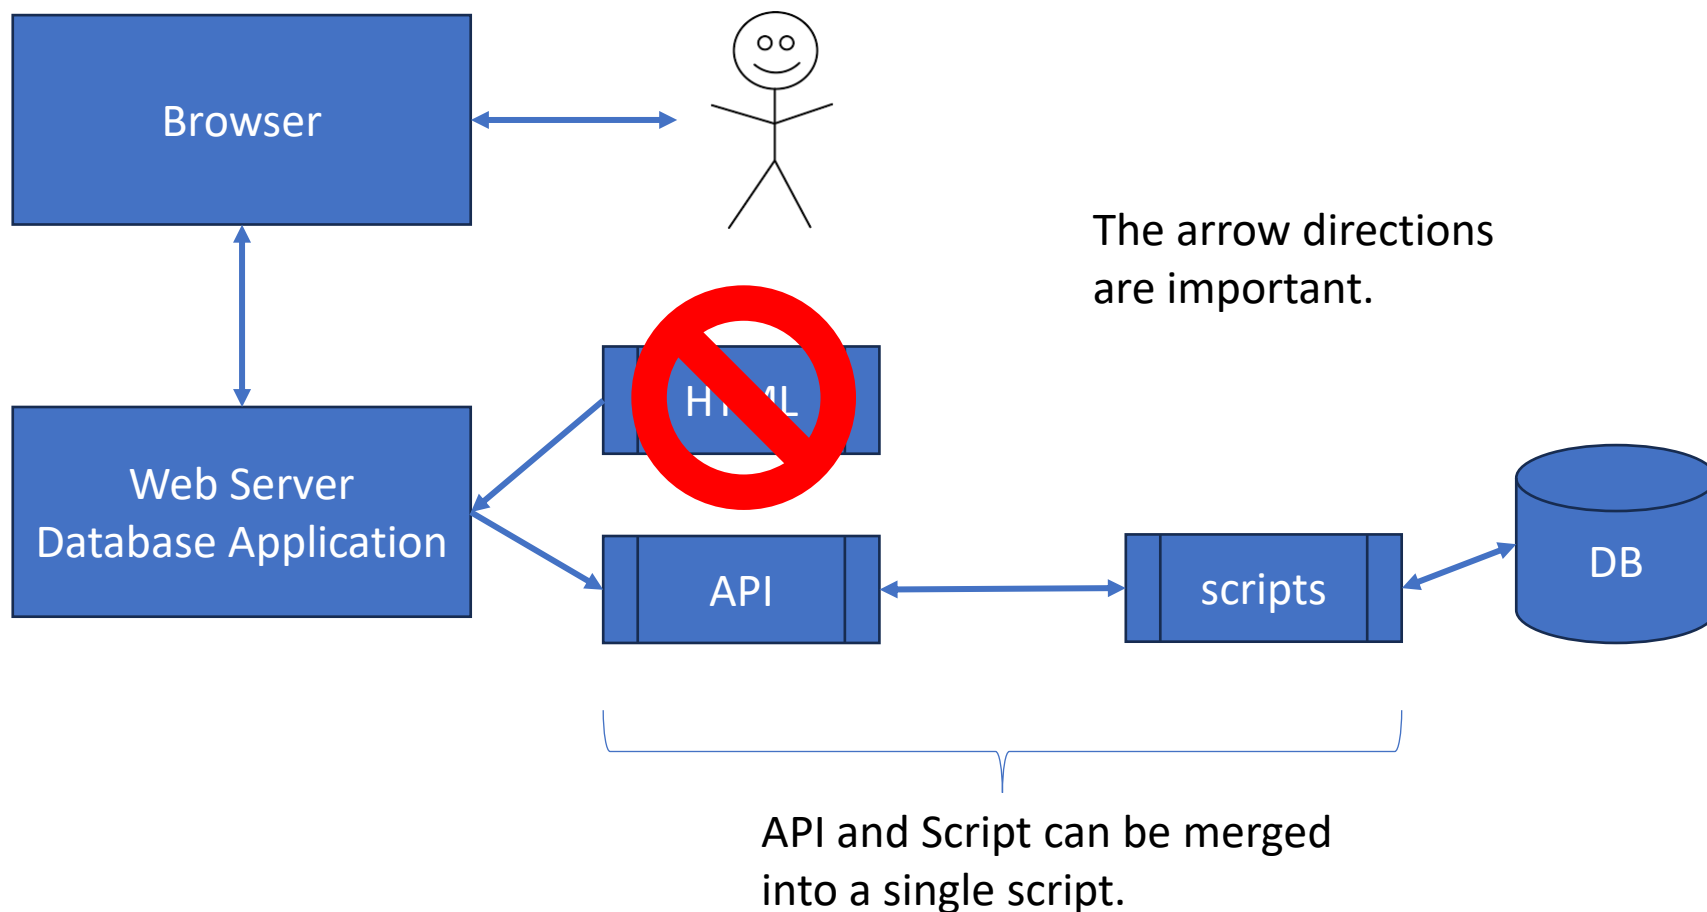 Browser
The arrow directions
are important.
HTML
Web Server
Database Application
API
scripts
DB
API and Script can be merged
into a single script.